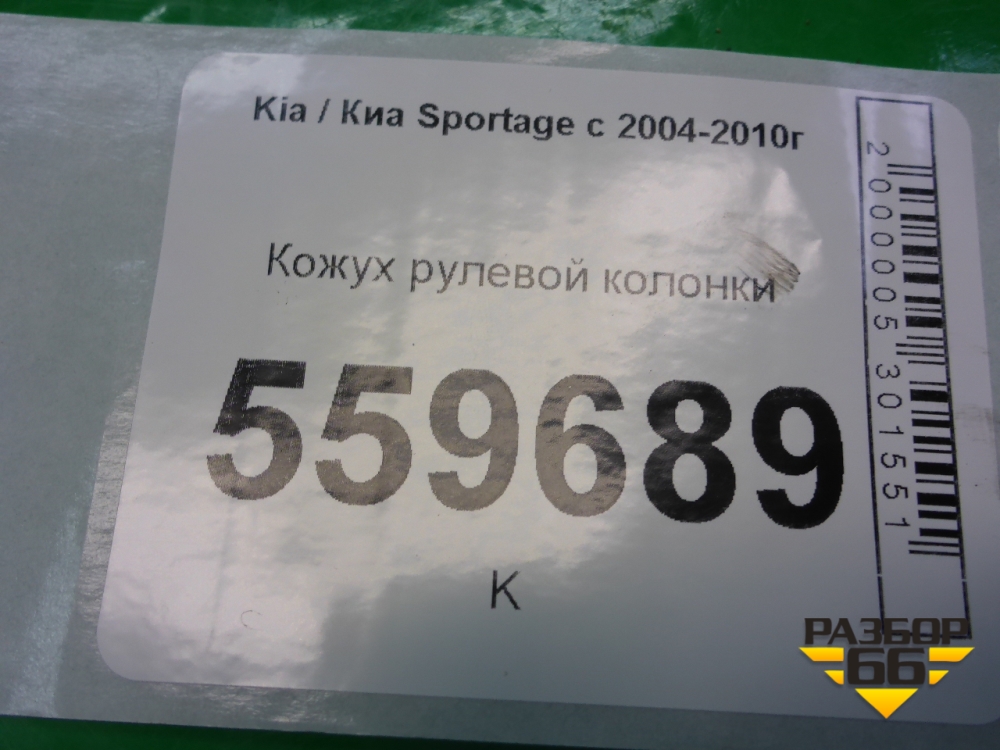 Kia / Киа Sportage с 2004-2010г
Кожух рулевой колонки
559689
К
2000005301551
РАЗБОР
66